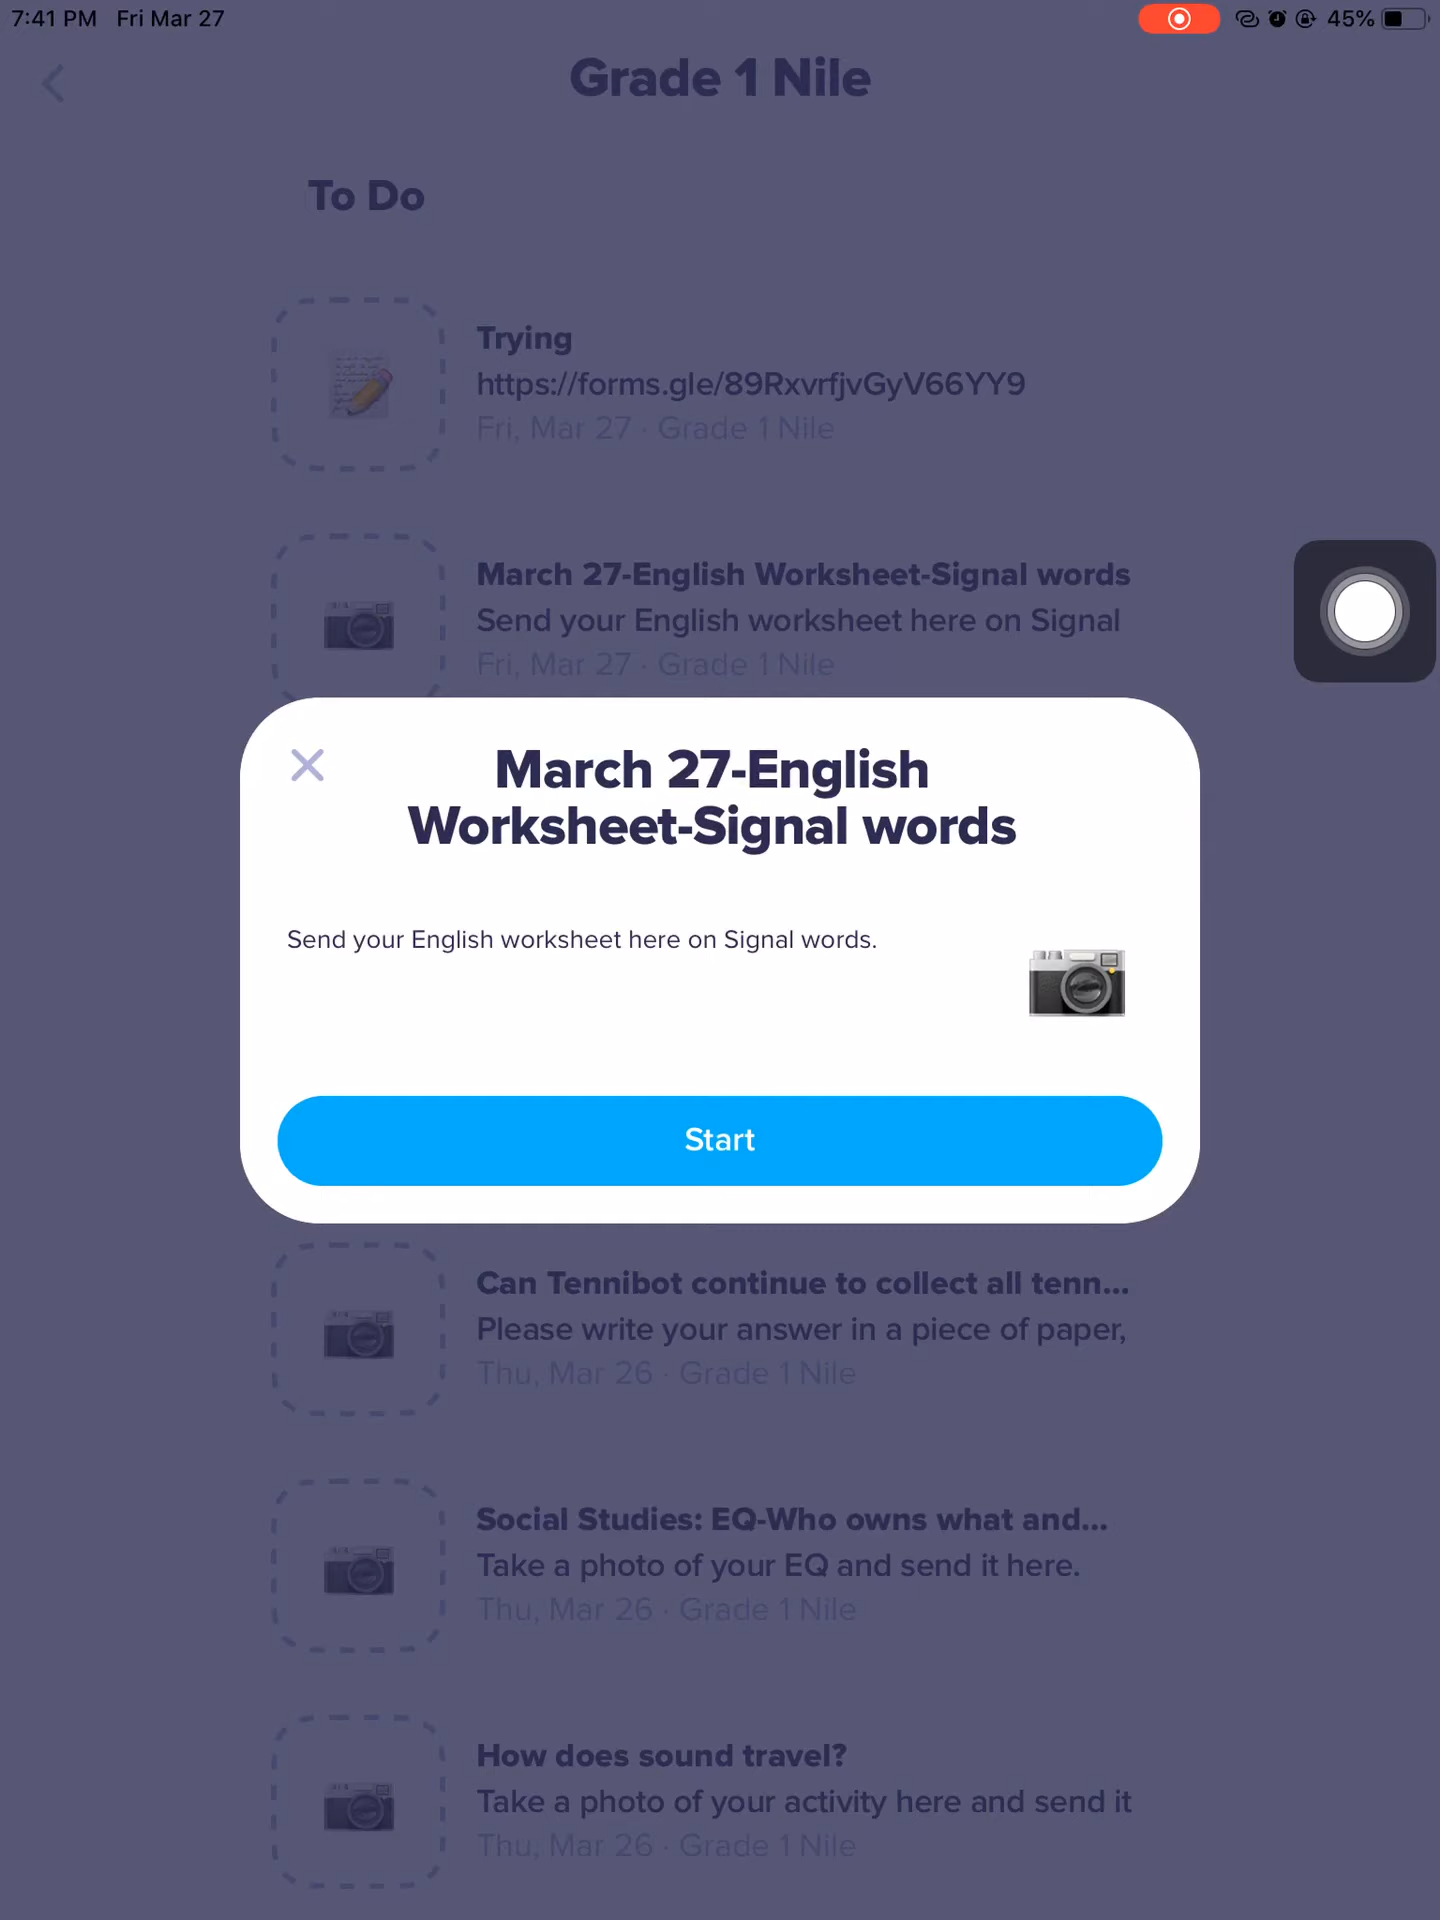 7:41 PM Fri Mar 27
45%
Grade 1 Nile
To Do
Trying
https://forms.gle/89RxvrfjvGyV66YY9
Fri, Mar 27 · Grade 1 Nile
March 27-English Worksheet-Signal words
Send your English worksheet here on Signal
Fri, Mar 27 · Grade 1 Nile
March 27-English
Worksheet-Signal words
Send your English worksheet here on Signal words.
Start
Can Tennibot continue to collect all tenn...
Please write your answer in a piece of paper,
Thu, Mar 26 · Grade 1 Nile
Social Studies: EQ-Who owns what and...
Take a photo of your EQ and send it here.
Thu, Mar 26 · Grade 1 Nile
How does sound travel?
Take a photo of your activity here and send it
Thu, Mar 26 · Grade 1 Nile